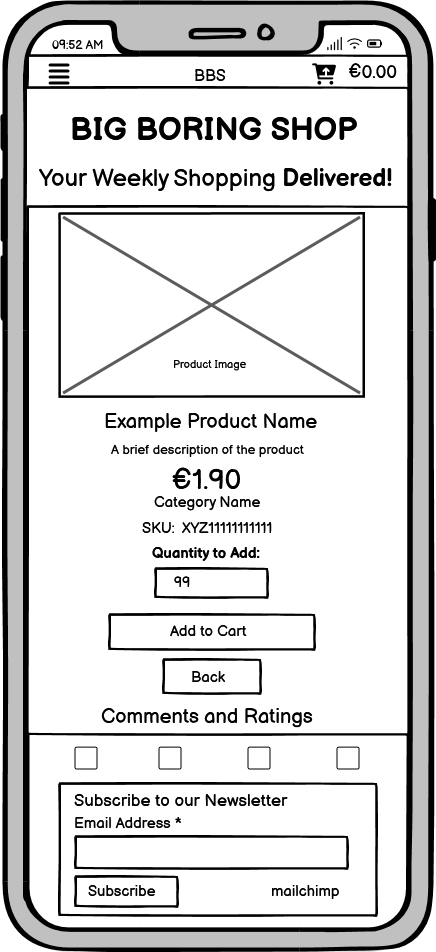 09:52 AM
BBS €0.00
BIG BORING SHOP
Your Weekly Shopping Delivered!
Product Image
Example Product Name
A brief description of the product
€1.90
Category Name
SKU: XYZ11111111111
Quantity to Add:
99
Add to Cart
Back
Comments and Ratings
Subscribe to our Newsletter
Email Address *
Subscribe mailchimp